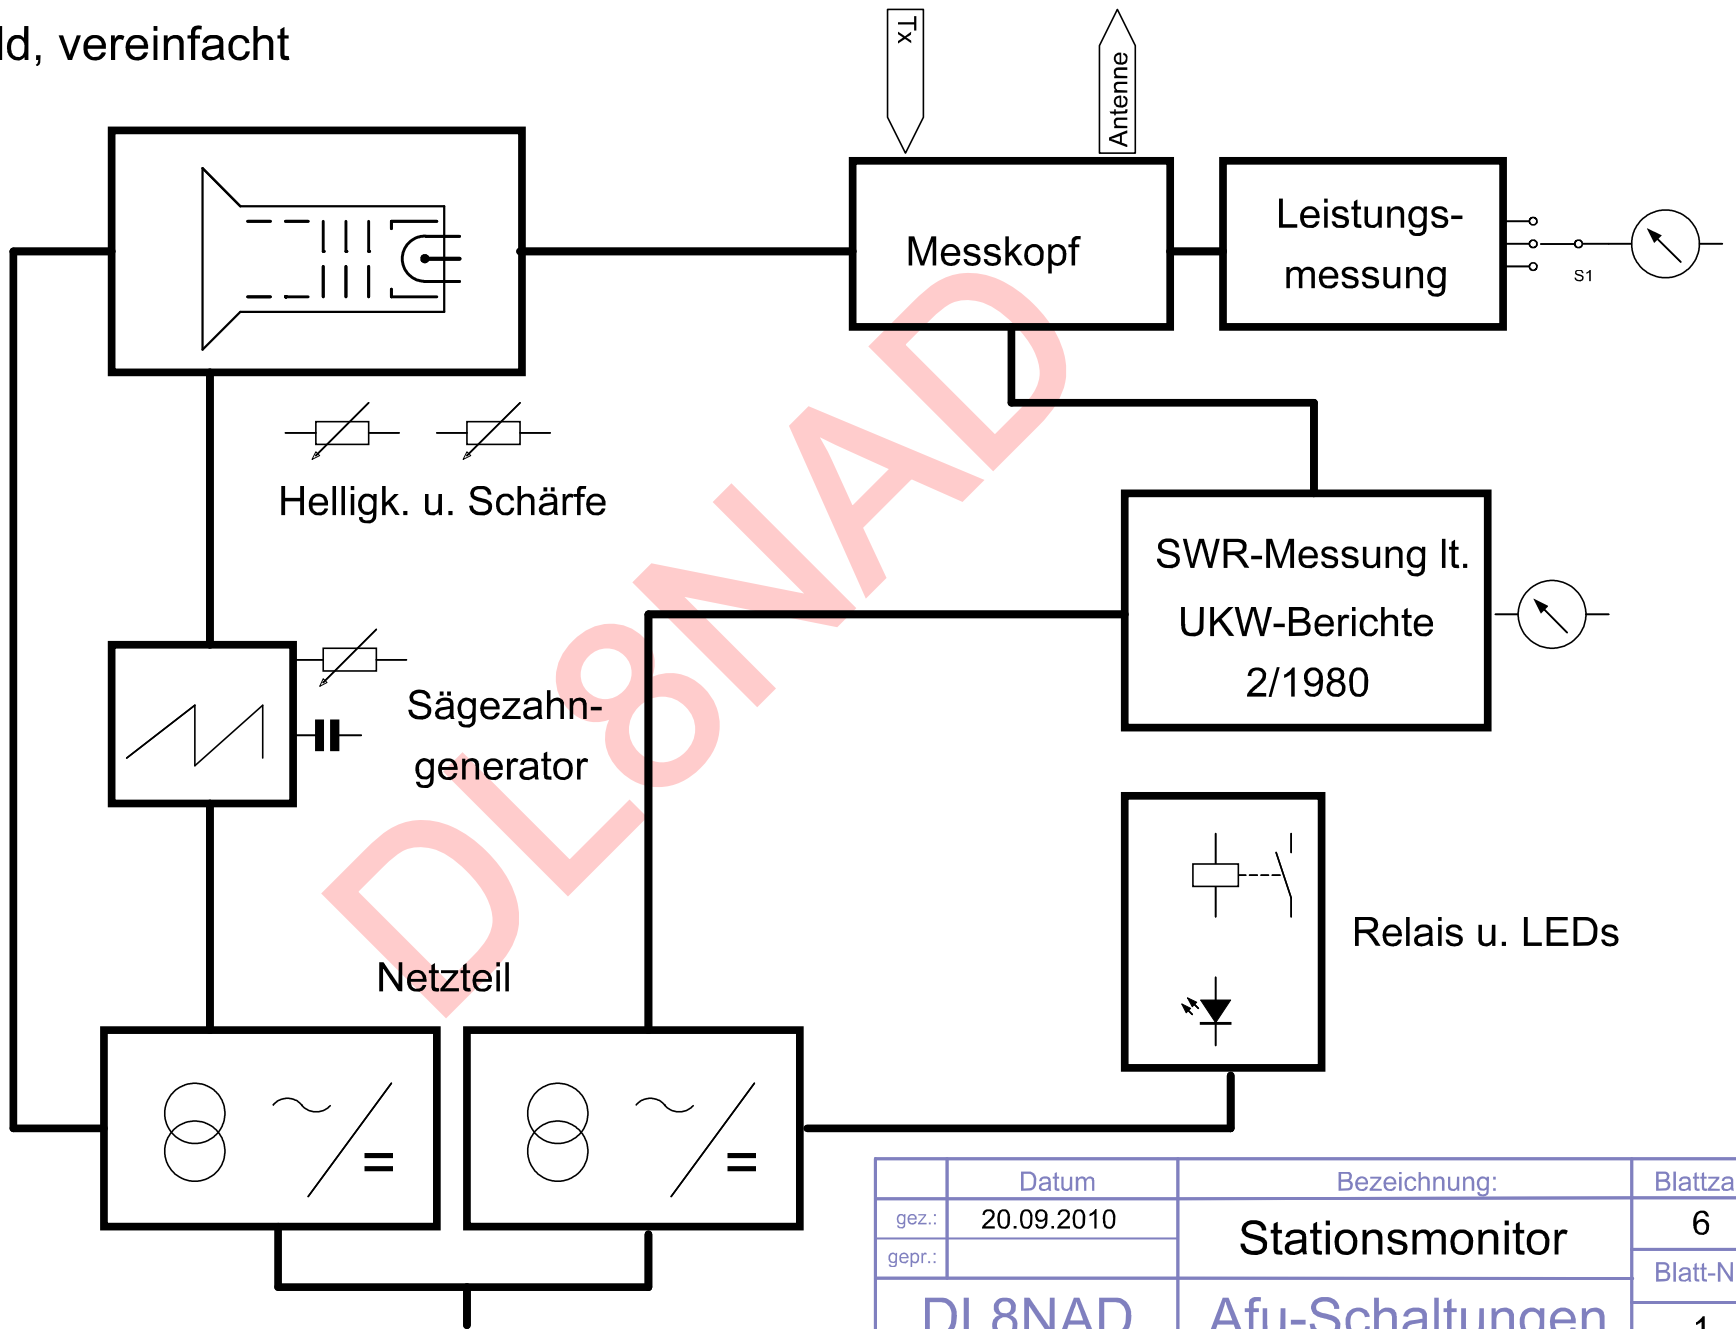 ld, vereinfacht
Tx
Antenne
Messkopf
Leistungs-
messung
S1
Helligk. u. Schärfe
SWR-Messung lt.
UKW-Berichte
2/1980
Sägezahn-
generator
DL8NAD
Relais u. LEDs
Netzteil
Datum
Bezeichnung:
Blattza
gez.:
20.09.2010
Stationsmonitor
6
gepr.:
Blatt-N
DL8NAD
Afu-Schaltungen
1